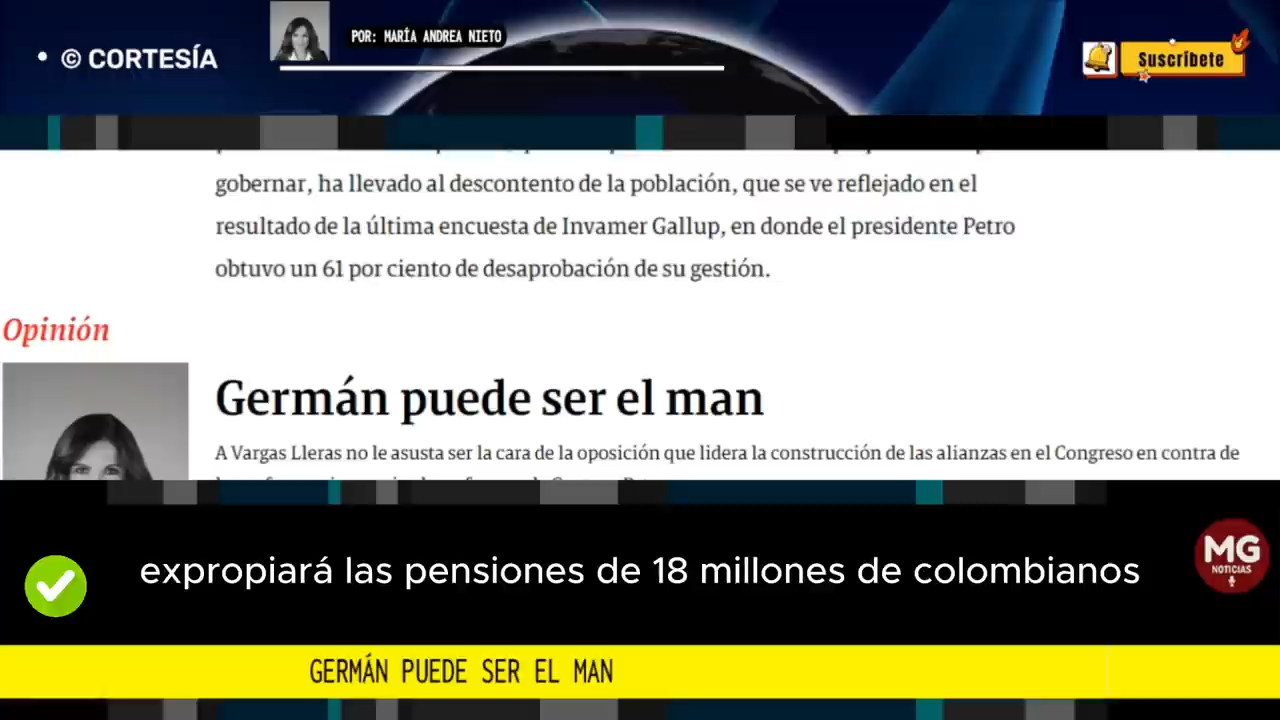 • © CORTESÍA
POR: MARÍA ANDREA NIETO
Suscríbete
gobernar, ha llevado al descontento de la población, que se ve reflejado en el
resultado de la última encuesta de Invamer Gallup, en donde el presidente Petro
obtuvo un 61 por ciento de desaprobación de su gestión.
Opinión
Germán puede ser el man
A Vargas Lleras no le asusta ser la cara de la oposición que lidera la construcción de las alianzas en el Congreso en contra de
expropiará las pensiones de 18 millones de colombianos
MG
NOTICIAS
GERMÁN PUEDE SER EL MAN